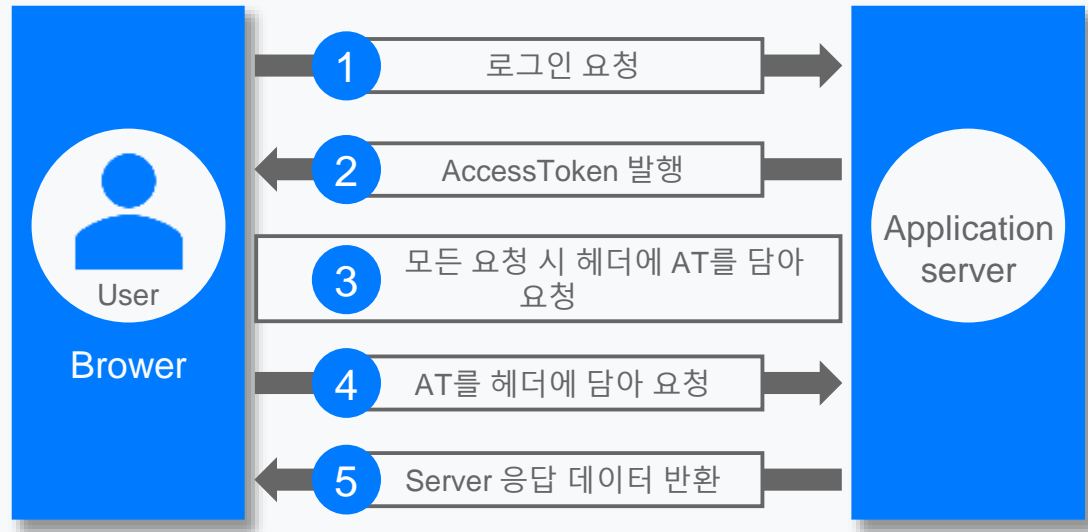 1
로그인 요청
2
AccessToken 발행
3
모든 요청 시 헤더에 AT를 담아
요청
4
AT를 헤더에 담아 요청
5
Server 응답 데이터 반환
User
Brower
Application
server